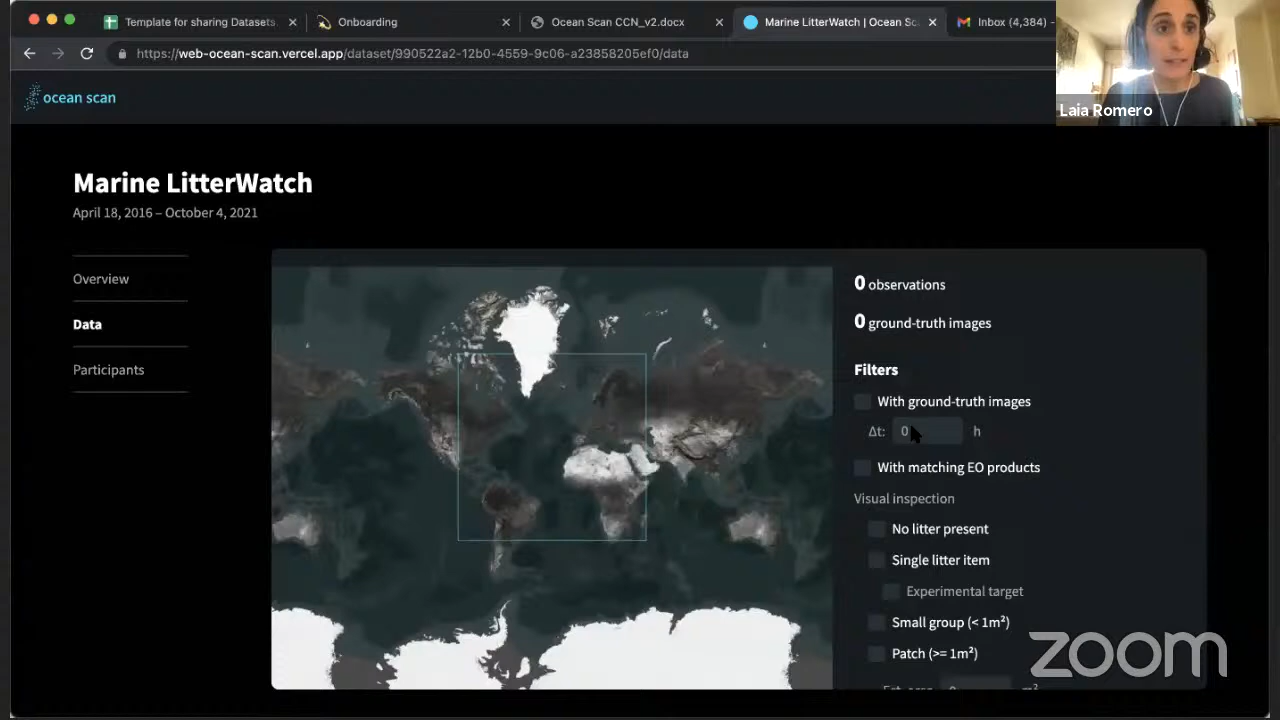 Template for sharing Datasets
Onboarding
Ocean Scan CCN_v2.docx
Marine LitterWatch | Ocean Sc
Inbox (4,384) -
https://web-ocean-scan.vercel.app/dataset/990522a2-12b0-4559-9c06-a23858205ef0/data
Laia Romero
ocean scan
Marine LitterWatch
April 18, 2016 – October 4, 2021
Overview
Data
Participants
0 observations
0 ground-truth images
Filters
With ground-truth images
Δt: 0 h
With matching EO products
Visual inspection
No litter present
Single litter item
Experimental target
Small group (< 1m²)
Patch (>= 1m²)
Est. area 0 m²
zoom